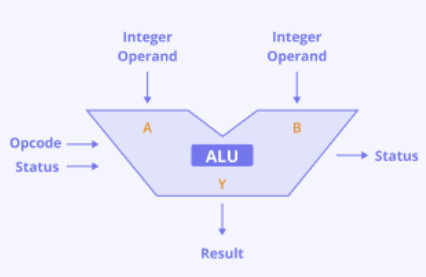 Integer
Operand
Integer
Operand
A
B
Opcode
ALU
Status
Status
Y
Result